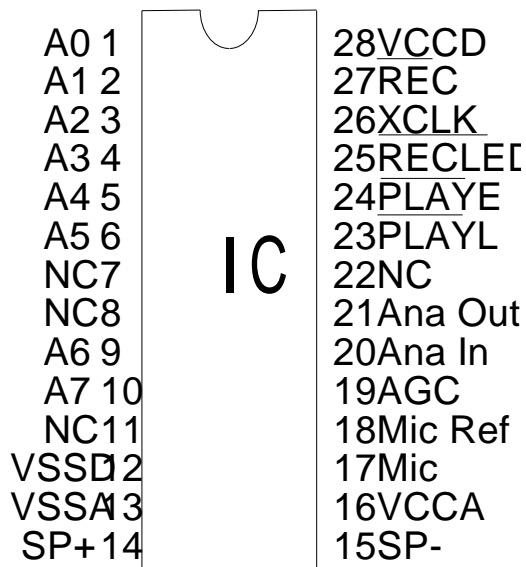 A0 1
A1 2
A2 3
A3 4
A4 5
A5 6
NC7
NC8
A6 9
A7 10
NC11
VSSD12
VSSA13
SP+14
IC
28VCCD
27REC
26XCLK
25RECLED
24PLAYE
23PLAYL
22NC
21Ana Out
20Ana In
19AGC
18Mic Ref
17Mic
16VCCA
15SP-